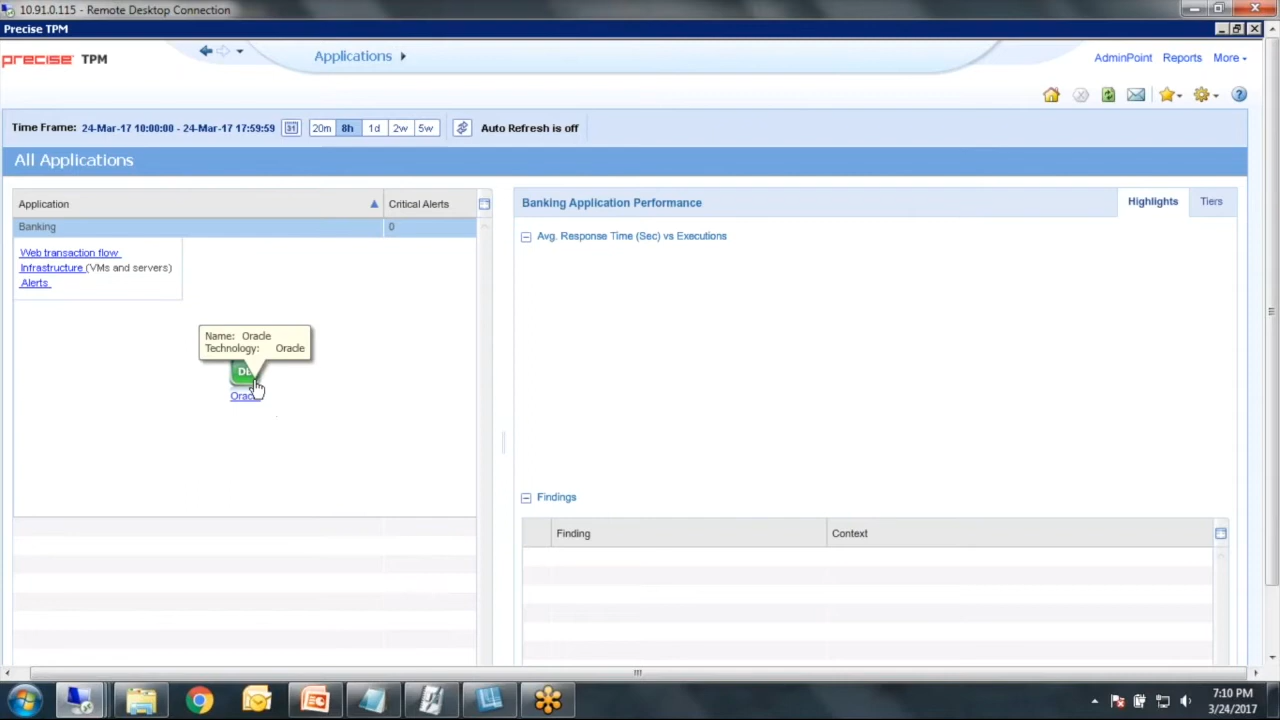 10.91.0.115 - Remote Desktop Connection
Precise TPM
precise TPM
Applications
AdminPoint Reports More
Time Frame: 24-Mar-17 10:00:00 - 24-Mar-17 17:59:59 31 20m 8h 1d 2w 5w Auto Refresh is off
All Applications
Application Critical Alerts
Banking 0
Web transaction flow
Infrastructure (VMs and servers)
Alerts
Name: Oracle
Technology: Oracle
Banking Application Performance
Highlights Tiers
Avg. Response Time (Sec) vs Executions
Findings
Finding Context
7:10 PM
3/24/2017